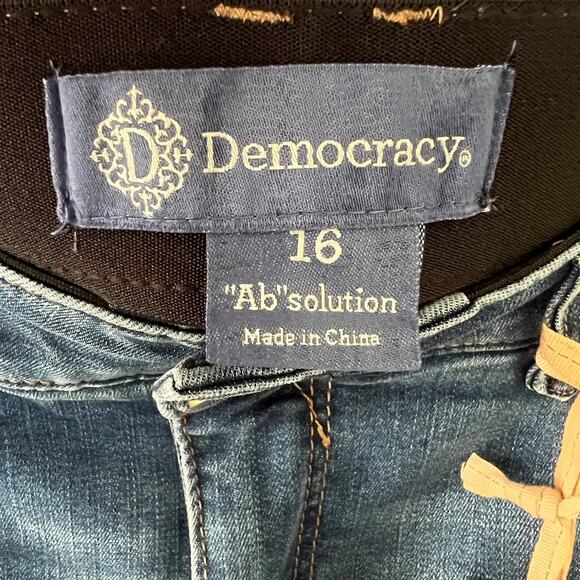 D Democracy®
16
"Ab"solution
Made in China